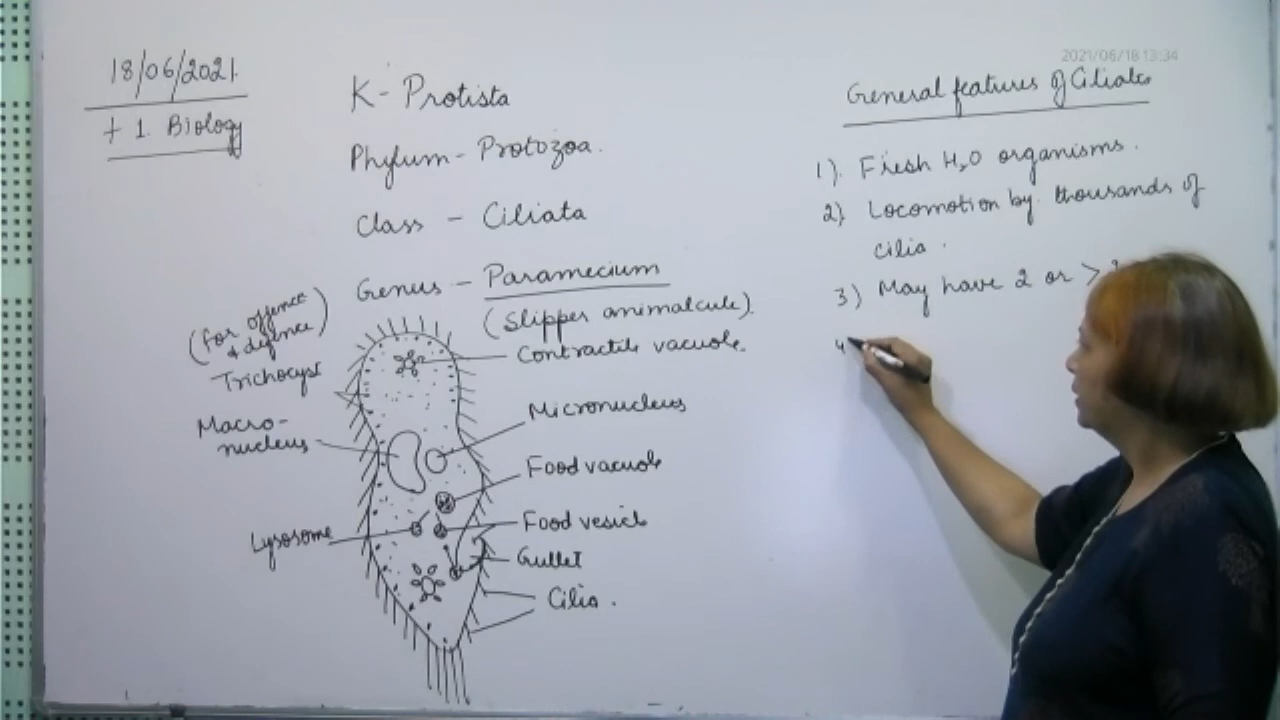 18/06/2021.
+ 1. Biology
K - Protista
Phylum - Protozoa.
Class - Ciliata
Genus - Paramecium
(Slipper animalcule).
(For offence
& defence)
Trichocyst
Macro-
nucleus
Lysosome
Contractile vacuole.
Micronucleus
Food vacuole
Food vesicle
Gullet
Cilia.
2021/06/18 13:34
General features of Ciliates
1). Fresh H2O organisms.
2) Locomotion by thousands of
cilia.
3) May have 2 or >
4